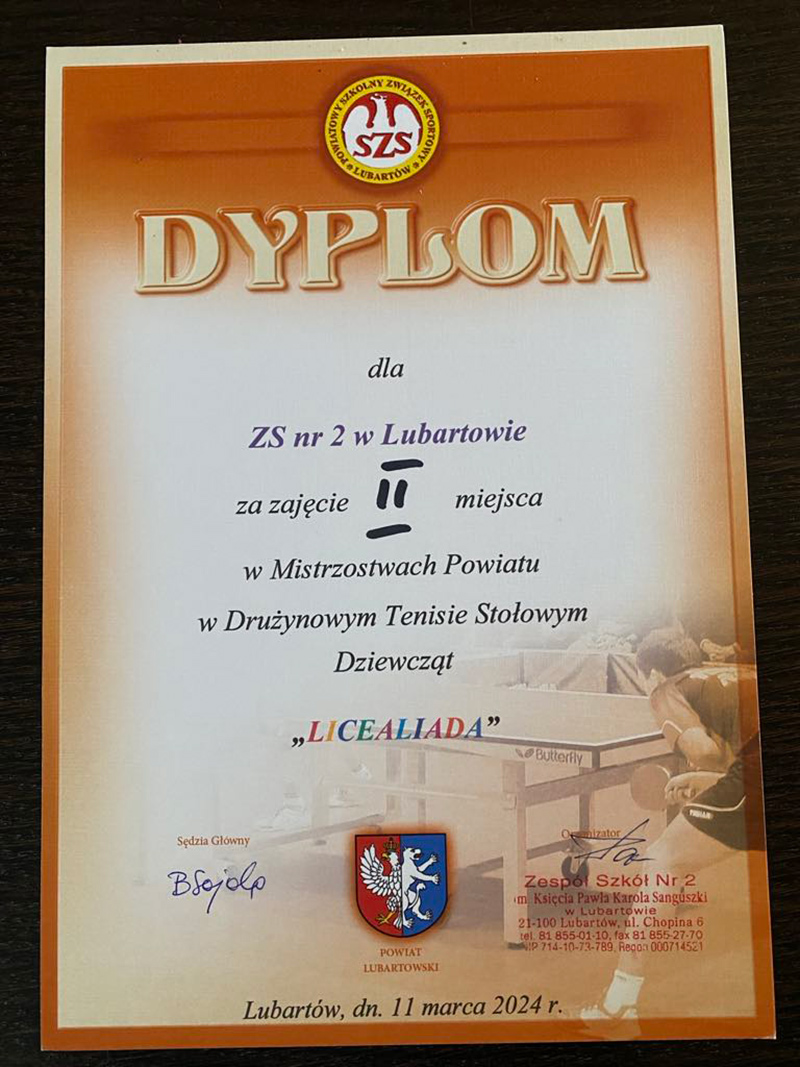 POWIATOWY SZKOLNY ZWIĄZEK SPORTOWY
SZS
* LUBARTÓW *
DYPLOM
dla
ZS nr 2 w Lubartowie
za zajęcie II miejsca
w Mistrzostwach Powiatu
w Drużynowym Tenisie Stołowym
Dziewcząt
„LICEALIADA”
Butterfly
Sędzia Główny
Organizator
Zespół Szkół Nr 2
im. Księcia Pawła Karola Sanguszki
w Lubartowie
21-100 Lubartów, ul. Chopina 6
tel. 81 855-01-10, fax 81 855-27-70
NIP 714-10-73-789, Regon 000714521
POWIAT
LUBARTOWSKI
Lubartów, dn. 11 marca 2024 r.